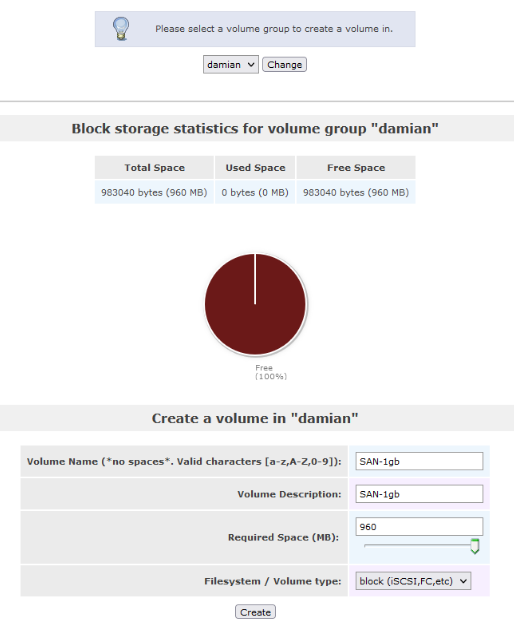 Please select a volume group to create a volume in.
damian Change
Block storage statistics for volume group "damian"
Total Space Used Space Free Space
983040 bytes (960 MB) 0 bytes (0 MB) 983040 bytes (960 MB)
Free
(100%)
Create a volume in "damian"
Volume Name (*no spaces*. Valid characters [a-z,A-Z,0-9]): SAN-1gb
Volume Description: SAN-1gb
Required Space (MB): 960
Filesystem / Volume type: block (iSCSI,FC,etc)
Create